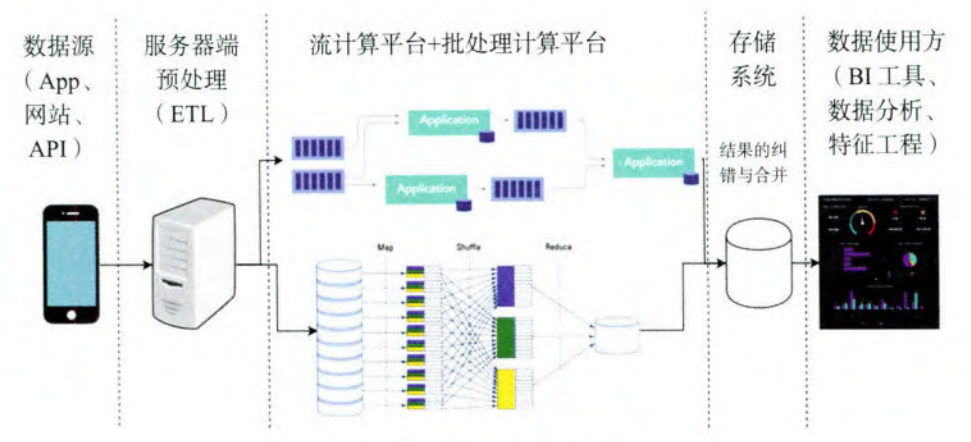 数据源
（App、
网站、
API）
服务器端
预处理
（ETL）
流计算平台+批处理计算平台
Application
Application
Application
Map
Shuffle
Reduce
存储
系统
结果的纠
错与合并
数据使用方
（BI 工具、
数据分析、
特征工程）